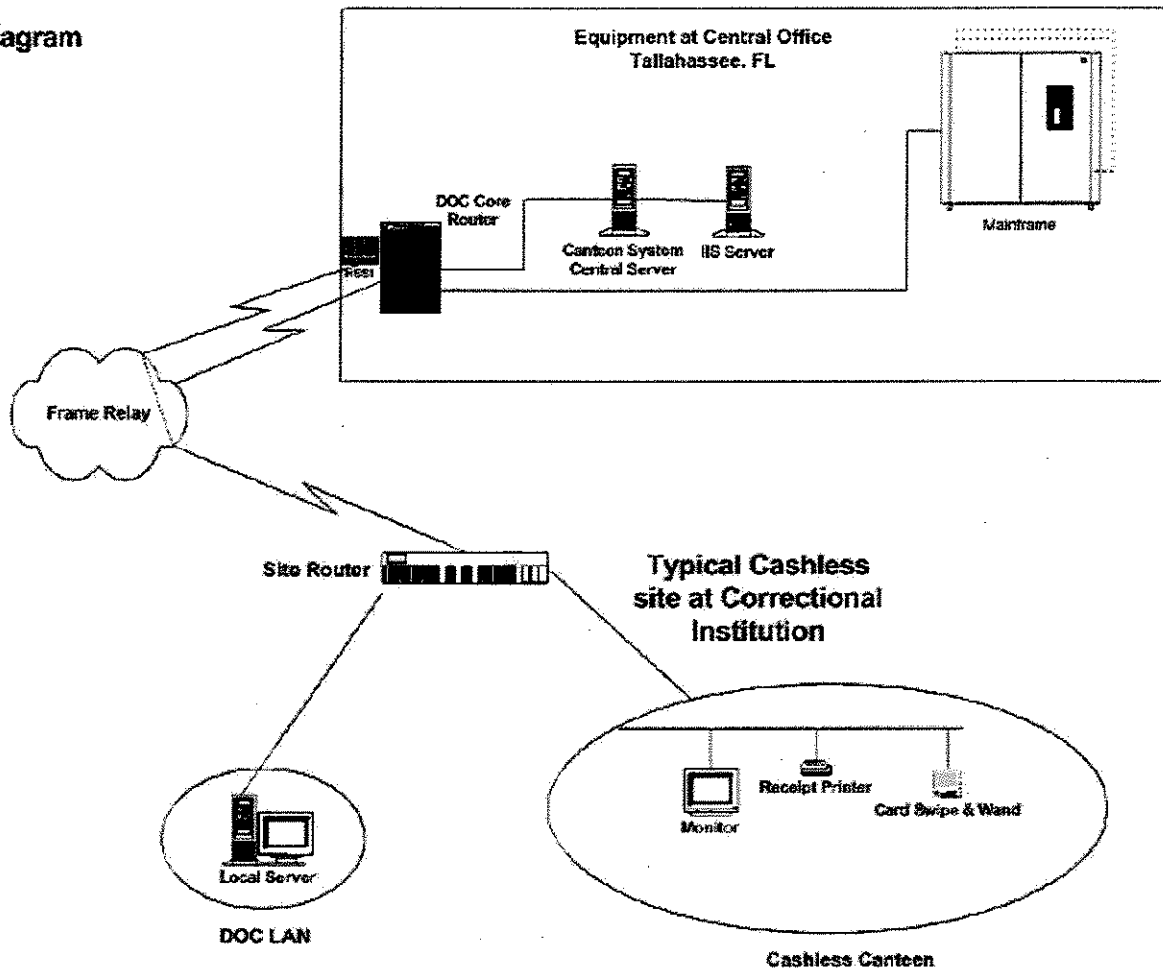 agram
Equipment at Central Office
Tallahassee, FL
DOC Core
Router
Canteen System
Central Server
IIS Server
Mainframe
Frame Relay
Site Router
Typical Cashless
site at Correctional
Institution
Receipt Printer
Card Swipe & Wand
Monitor
Local Server
DOC LAN
Cashless Canteen